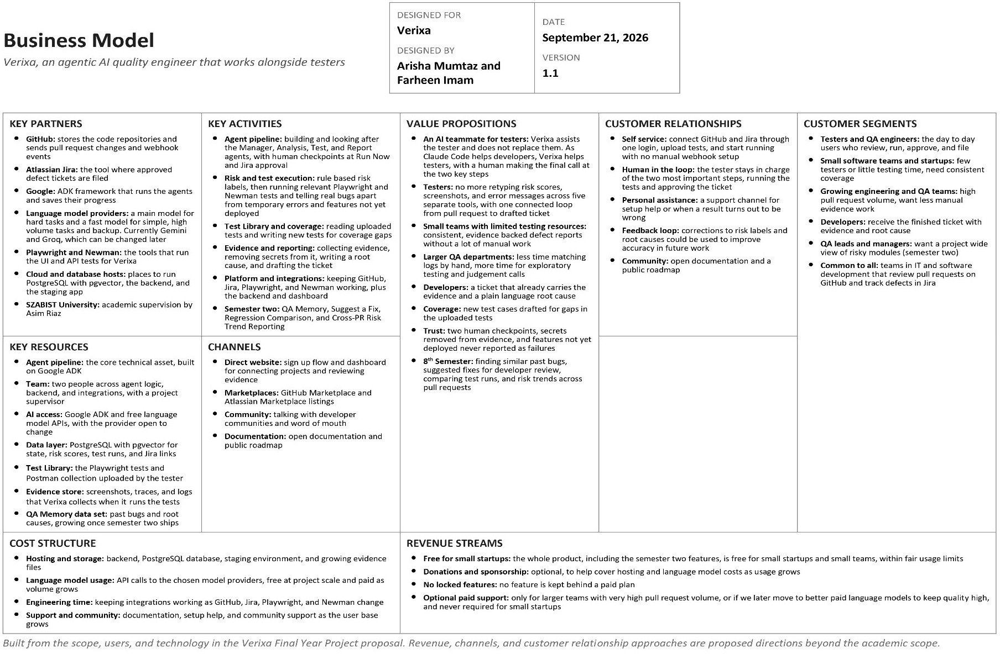 Business Model
Verixa, an agentic AI quality engineer that works alongside testers
DESIGNED FOR
Verixa
DESIGNED BY
Arisha Mumtaz and
Farheen Imam
DATE
September 21, 2026
VERSION
1.1
KEY PARTNERS
• GitHub: stores the code repositories and
sends pull request changes and webhook
events
• Atlassian Jira: the tool where approved
defect tickets are filed
• Google: ADK framework that runs the agents
and saves their progress
• Language model providers: a main model for
hard tasks and a fast model for simple, high
volume tasks and backup. Currently Gemini
and Groq, which can be changed later
• Playwright and Newman: the tools that run
the UI and API tests for Verixa
• Cloud and database hosts: places to run
PostgreSQL with pgvector, the backend, and
the staging app
• SZABIST University: academic supervision by
Asim Riaz
KEY ACTIVITIES
• Agent pipeline: building and looking after
the Manager, Analysis, Test, and Report
agents, with human checkpoints at Run Now
and Jira approval
• Risk and test execution: rule based risk
labels, then running relevant Playwright and
Newman tests and telling real bugs apart
from temporary errors and features not yet
deployed
• Test Library and coverage: reading uploaded
tests and writing new tests for coverage gaps
• Evidence and reporting: collecting evidence,
removing secrets from it, writing a root
cause, and drafting the ticket
• Platform and integrations: keeping GitHub,
Jira, Playwright, and Newman working, plus
the backend and dashboard
• Semester two: QA Memory, Suggest a Fix,
Regression Comparison, and Cross-PR Risk
Trend Reporting
VALUE PROPOSITIONS
• An AI teammate for testers: Verixa assists
the tester and does not replace them. As
Claude Code helps developers, Verixa helps
testers, with a human making the final call at
the two key steps
• Testers: no more retyping risk scores,
screenshots, and error messages across five
separate tools, with one connected loop
from pull request to drafted ticket
• Small teams with limited testing resources:
consistent, evidence backed defect reports
without a lot of manual work
• Larger QA departments: less time matching
logs by hand, more time for exploratory
testing and judgement calls
• Developers: a ticket that already carries the
evidence and a plain language root cause
• Coverage: new test cases drafted for gaps in
the uploaded tests
• Trust: two human checkpoints, secrets
removed from evidence, and features not yet
deployed never reported as failures
• 8th Semester: finding similar past bugs,
suggested fixes for developer review,
comparing test runs, and risk trends across
pull requests
CUSTOMER RELATIONSHIPS
• Self service: connect GitHub and Jira through
one login, upload tests, and start running
with no manual webhook setup
• Human in the loop: the tester stays in charge
of the two most important steps, running the
tests and approving the ticket
• Personal assistance: a support channel for
setup help or when a result turns out to be
wrong
• Feedback loop: corrections to risk labels and
root causes could be used to improve
accuracy in future work
• Community: open documentation and a
public roadmap
CUSTOMER SEGMENTS
• Testers and QA engineers: the day to day
users who review, run, approve, and file
• Small software teams and startups: few
testers or little testing time, need consistent
coverage
• Growing engineering and QA teams: high
pull request volume, want less manual
evidence work
• Developers: receive the finished ticket with
evidence and root cause
• QA leads and managers: want a project wide
view of risky modules (semester two)
• Common to all: teams in IT and software
development that review pull requests on
GitHub and track defects in Jira
KEY RESOURCES
• Agent pipeline: the core technical asset, built
on Google ADK
• Team: two people across agent logic,
backend, and integrations, with a project
supervisor
• AI access: Google ADK and free language
model APIs, with the provider open to
change
• Data layer: PostgreSQL with pgvector for
state, risk scores, test runs, and Jira links
• Test Library: the Playwright tests and
Postman collection uploaded by the tester
• Evidence store: screenshots, traces, and logs
that Verixa collects when it runs the tests
• QA Memory data set: past bugs and root
causes, growing once semester two ships
CHANNELS
• Direct website: sign up flow and dashboard
for connecting projects and reviewing
evidence
• Marketplaces: GitHub Marketplace and
Atlassian Marketplace listings
• Community: talking with developer
communities and word of mouth
• Documentation: open documentation and
public roadmap
COST STRUCTURE
• Hosting and storage: backend, PostgreSQL database, staging environment, and growing evidence
files
• Language model usage: API calls to the chosen model providers, free at project scale and paid as
volume grows
• Engineering time: keeping integrations working as GitHub, Jira, Playwright, and Newman change
• Support and community: documentation, setup help, and community support as the user base
grows
REVENUE STREAMS
• Free for small startups: the whole product, including the semester two features, is free for small startups and small teams, within fair usage limits
• Donations and sponsorship: optional, to help cover hosting and language model costs as usage grows
• No locked features: no feature is kept behind a paid plan
• Optional paid support: only for larger teams with very high pull request volume, or if we later move to better paid language models to keep quality high,
and never required for small startups
Built from the scope, users, and technology in the Verixa Final Year Project proposal. Revenue, channels, and customer relationship approaches are proposed directions beyond the academic scope.